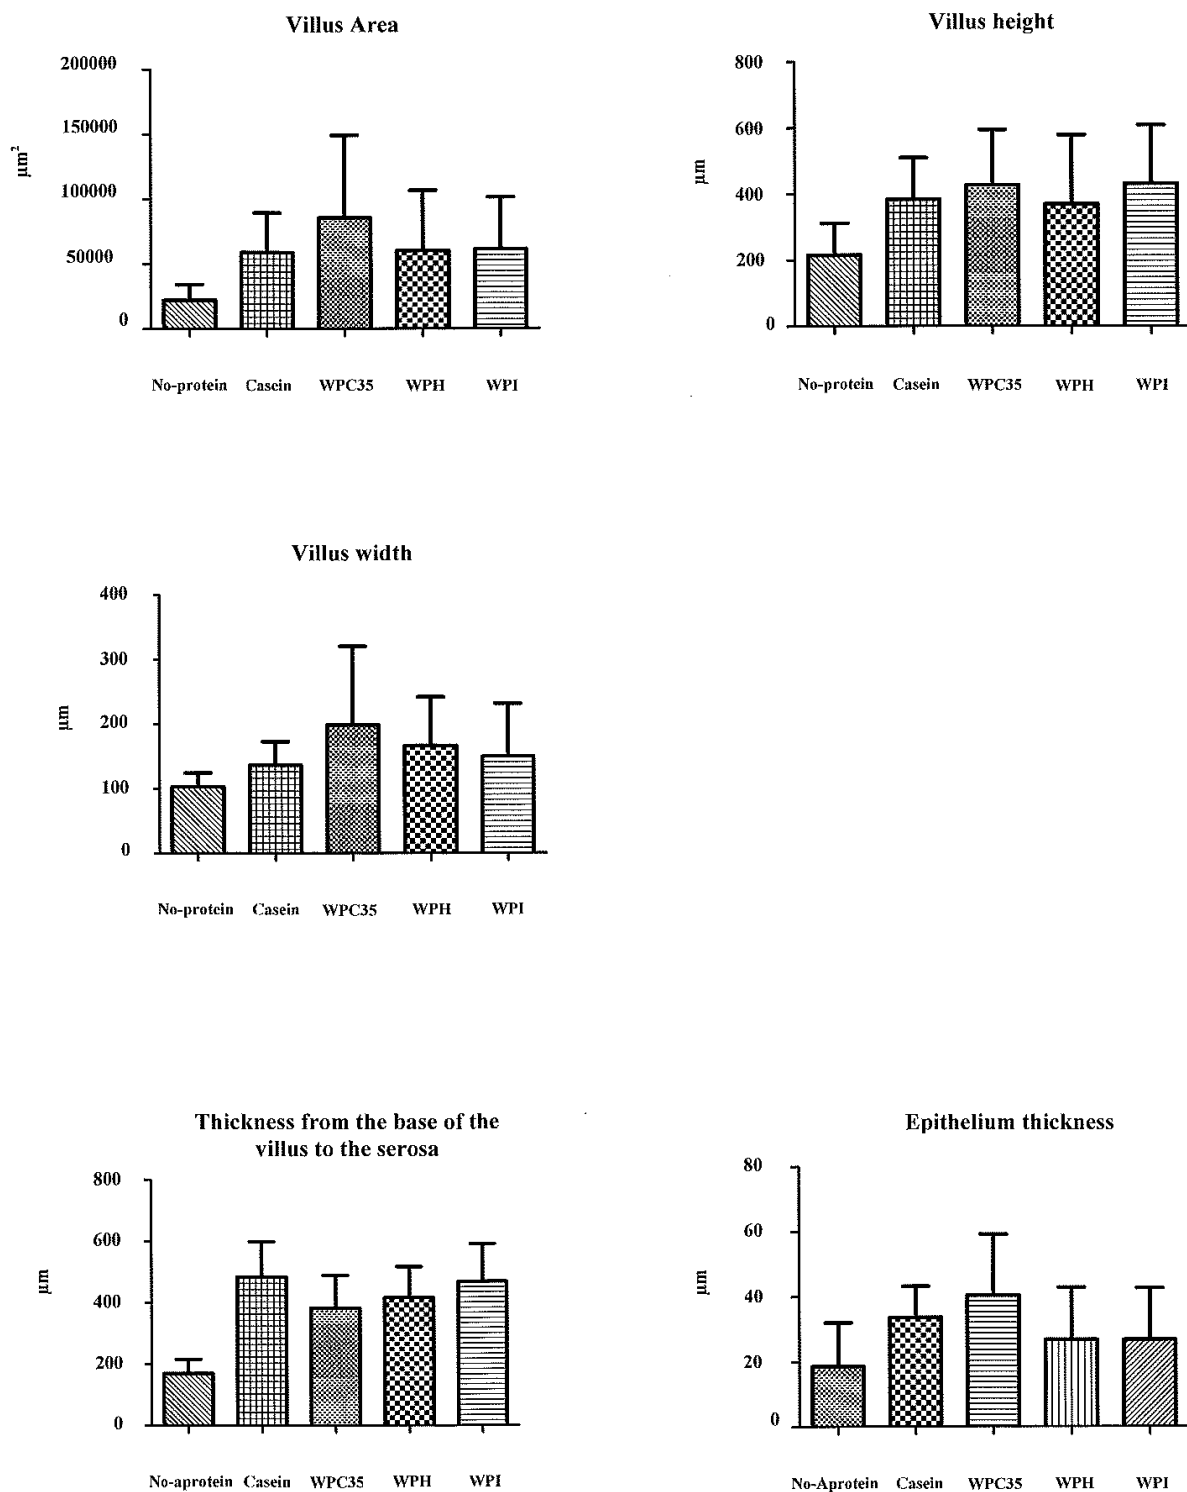 Villus Area
200000
150000
100000
50000
0
µm²
No-protein Casein WPC35 WPH WPI
Villus height
800
600
400
200
0
µm
No-protein Casein WPC35 WPH WPI
Villus width
400
300
200
100
0
µm
No-protein Casein WPC35 WPH WPI
Thickness from the base of the
villus to the serosa
800
600
400
200
0
µm
No-aprotein Casein WPC35 WPH WPI
Epithelium thickness
80
60
40
20
0
µm
No-Aprotein Casein WPC35 WPH WPI